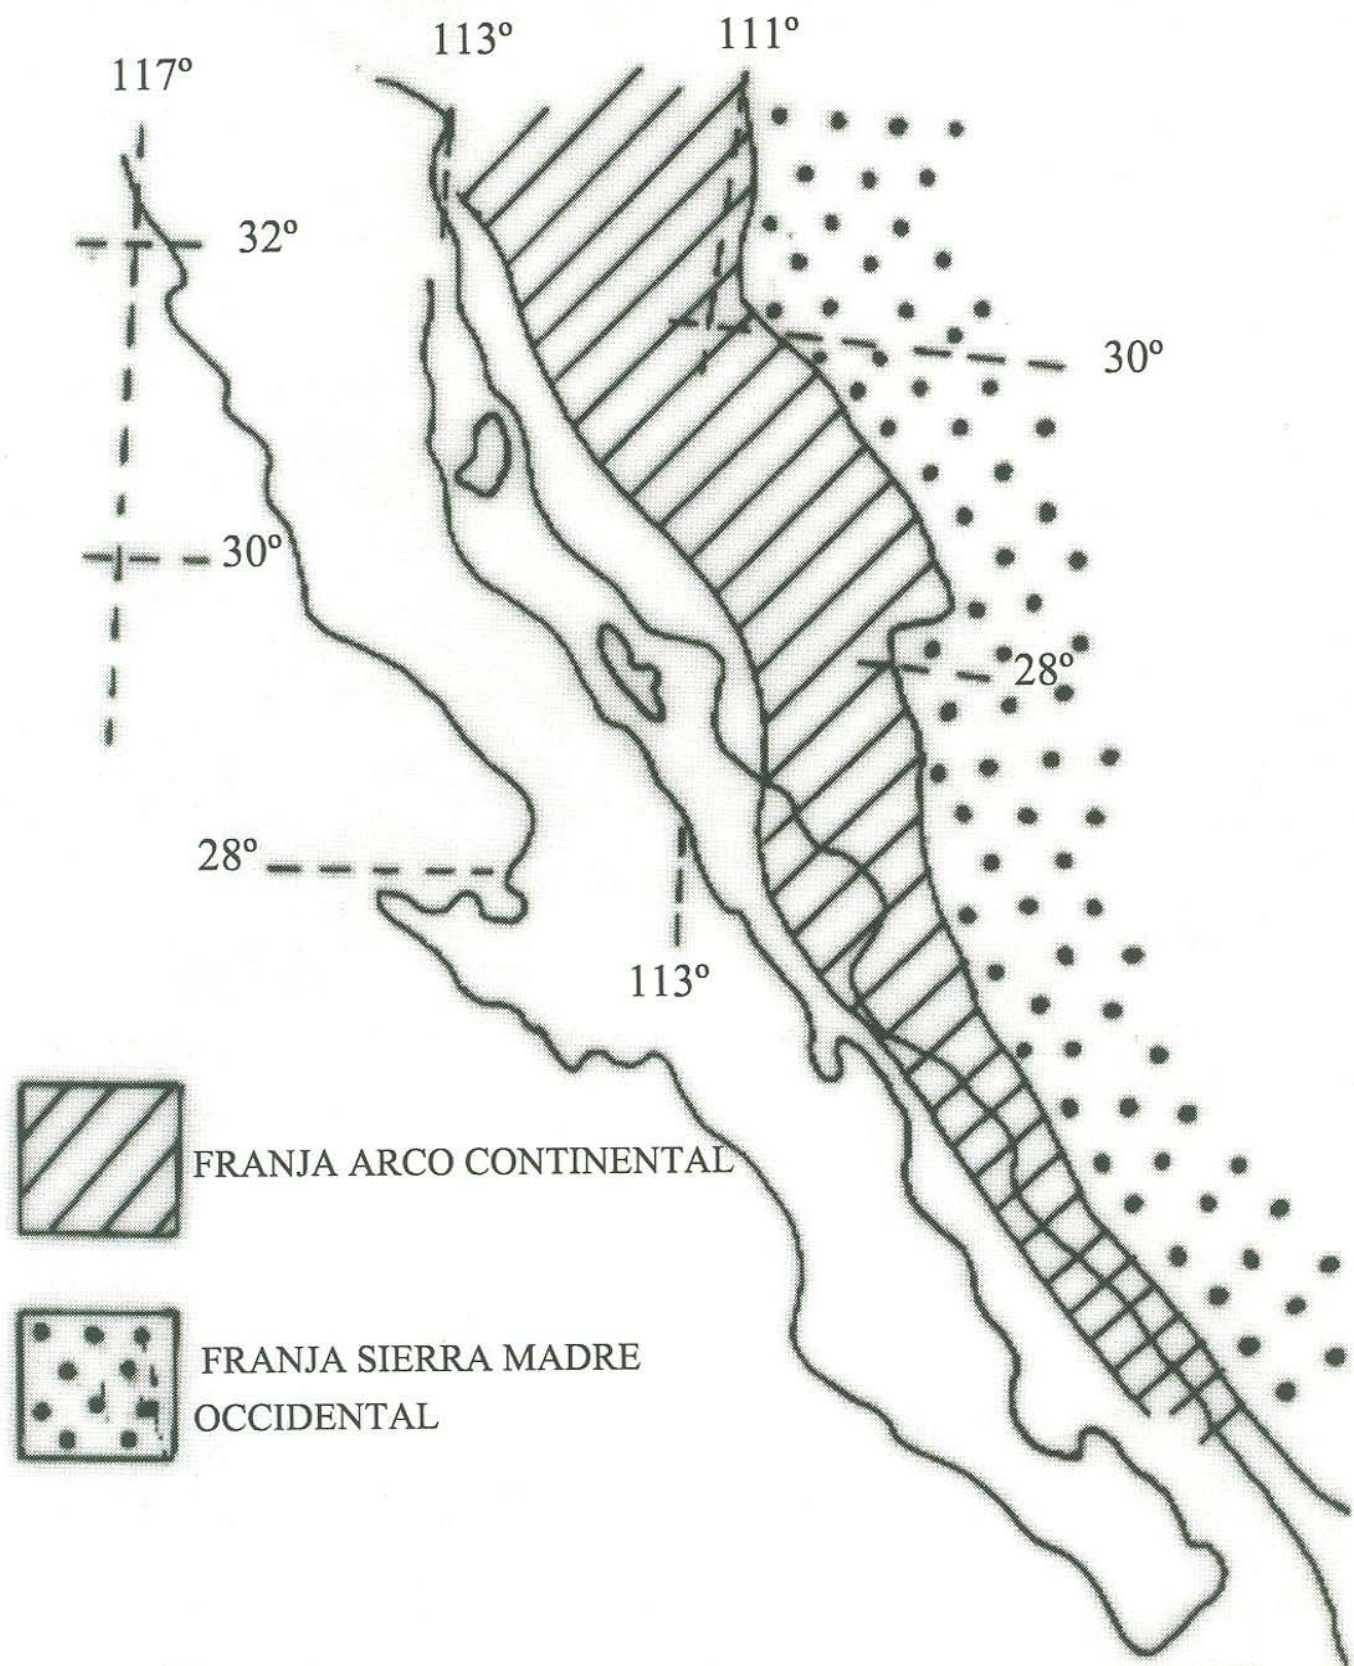 117º
113º
111º
32º
30º
30º
28º
28º
113º
FRANJA ARCO CONTINENTAL
FRANJA SIERRA MADRE
OCCIDENTAL